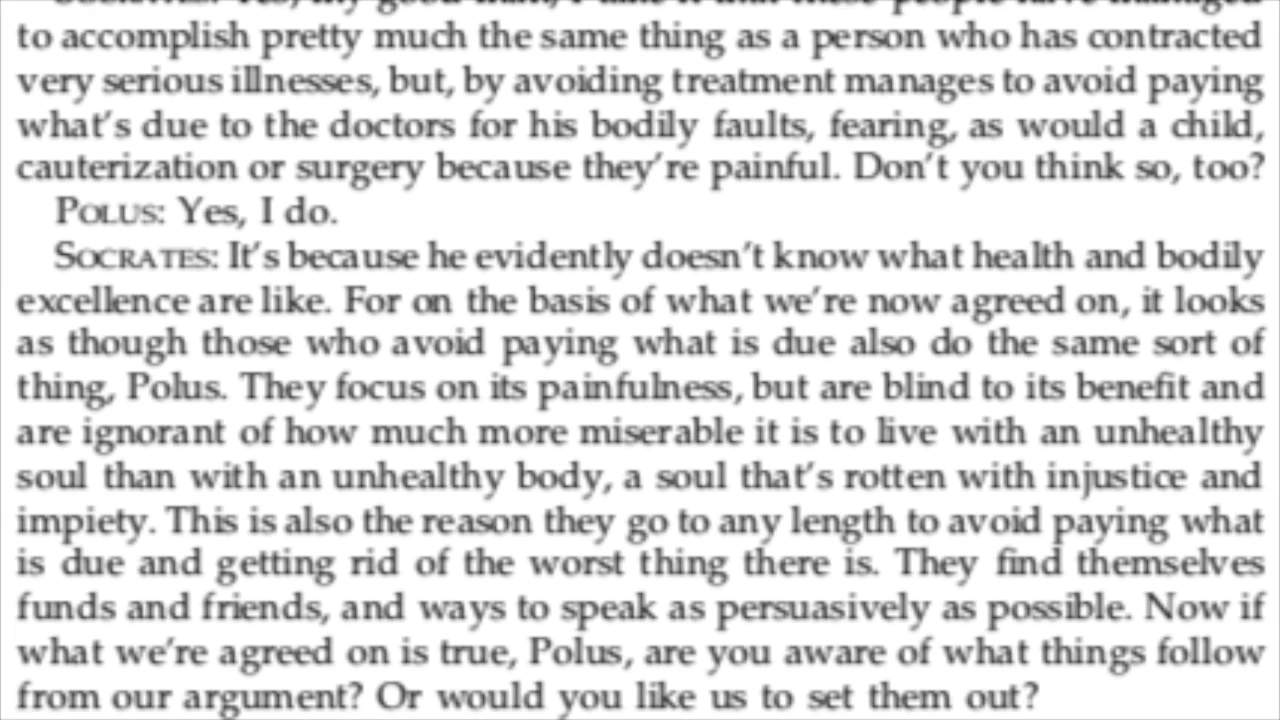 to accomplish pretty much the same thing as a person who has contracted
very serious illnesses, but, by avoiding treatment manages to avoid paying
what's due to the doctors for his bodily faults, fearing, as would a child,
cauterization or surgery because they're painful. Don't you think so, too?
POLUS: Yes, I do.
SOCRATES: It's because he evidently doesn't know what health and bodily
excellence are like. For on the basis of what we're now agreed on, it looks
as though those who avoid paying what is due also do the same sort of
thing, Polus. They focus on its painfulness, but are blind to its benefit and
are ignorant of how much more miserable it is to live with an unhealthy
soul than with an unhealthy body, a soul that's rotten with injustice and
impiety. This is also the reason they go to any length to avoid paying what
is due and getting rid of the worst thing there is. They find themselves
funds and friends, and ways to speak as persuasively as possible. Now if
what we're agreed on is true, Polus, are you aware of what things follow
from our argument? Or would you like us to set them out?